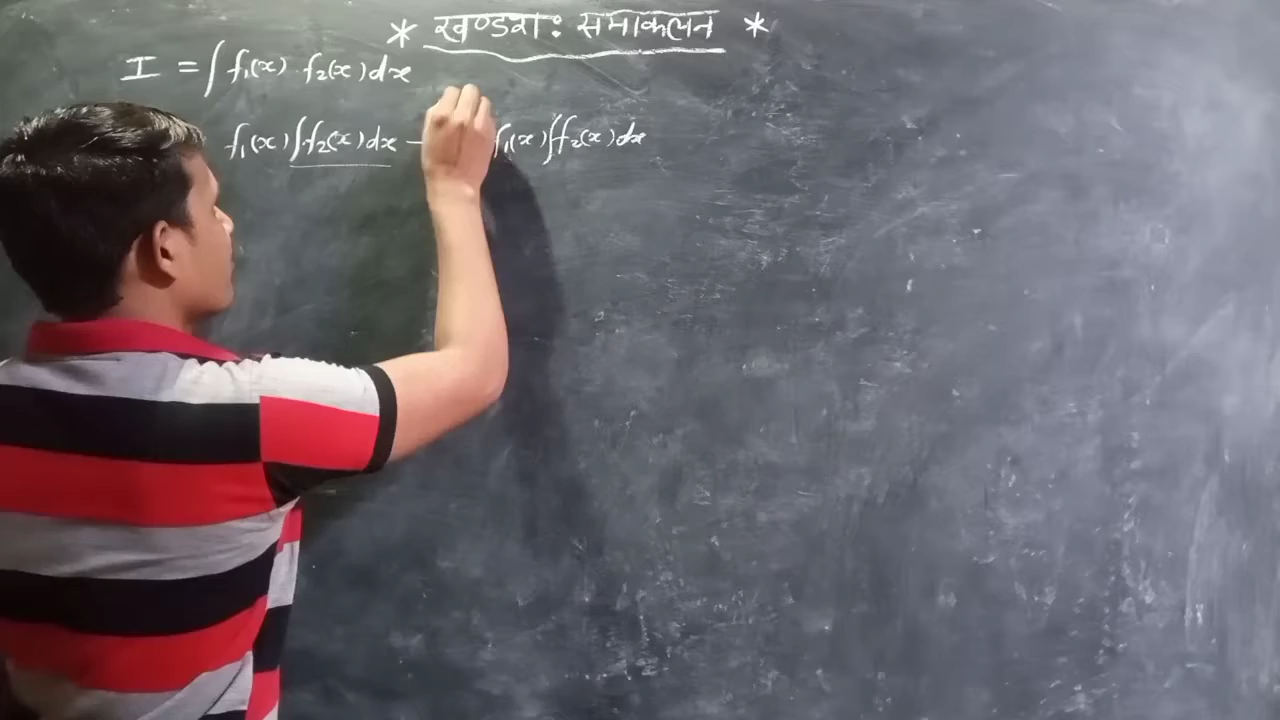 * खण्डशः समाकलन *
I = ∫ f₁(x) f₂(x) dx
f₁(x) ∫ f₂(x) dx – f₁(x) ∫ f₂(x) dx